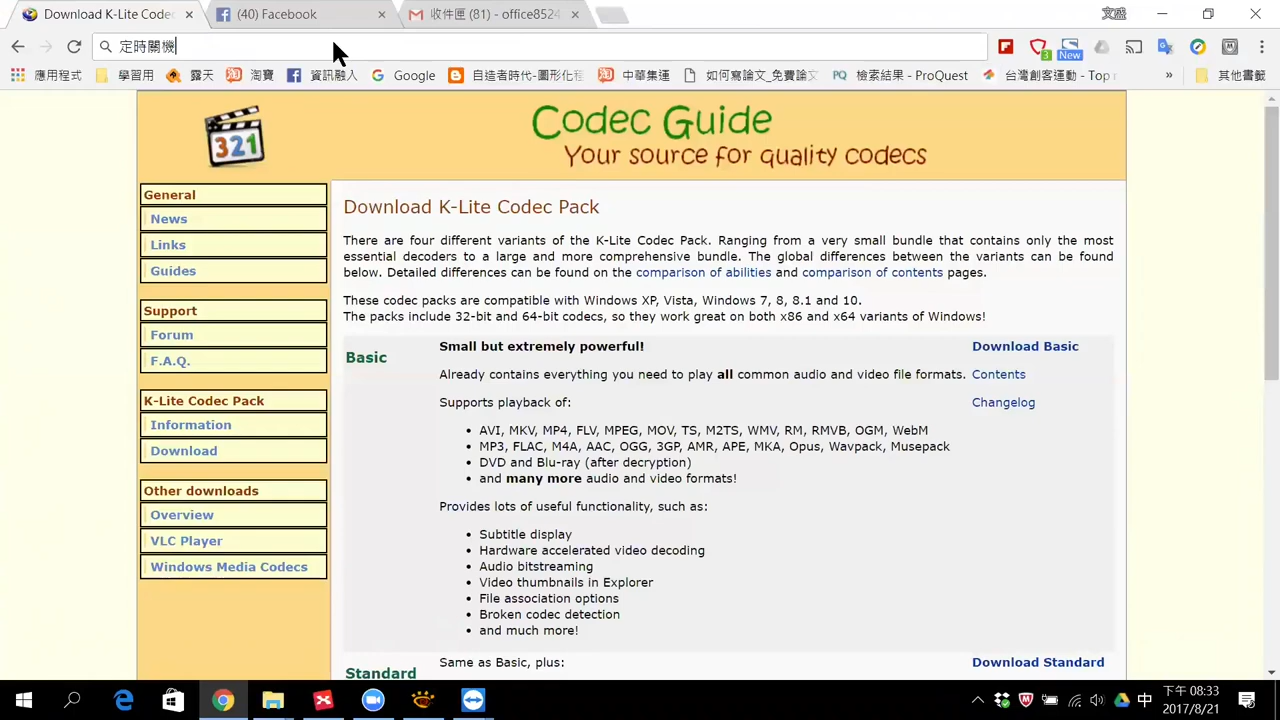 Download K-Lite Codec
(40) Facebook
收件匣 (81) - office8524
文盛
定時關機
3
New
應用程式
學習用
露天
淘寶
資訊融入
Google
自造者時代-圖形化程
中華集運
如何寫論文_免費論文
PQ
檢索結果 - ProQuest
台灣創客運動 - Top
其他書籤
321
Codec Guide
Your source for quality codecs
General
News
Links
Guides
Support
Forum
F.A.Q.
K-Lite Codec Pack
Information
Download
Other downloads
Overview
VLC Player
Windows Media Codecs
Download K-Lite Codec Pack
There are four different variants of the K-Lite Codec Pack. Ranging from a very small bundle that contains only the most
essential decoders to a large and more comprehensive bundle. The global differences between the variants can be found
below. Detailed differences can be found on the comparison of abilities and comparison of contents pages.
These codec packs are compatible with Windows XP, Vista, Windows 7, 8, 8.1 and 10.
The packs include 32-bit and 64-bit codecs, so they work great on both x86 and x64 variants of Windows!
Basic
Small but extremely powerful!
Download Basic
Already contains everything you need to play all common audio and video file formats.
Contents
Supports playback of:
Changelog
• AVI, MKV, MP4, FLV, MPEG, MOV, TS, M2TS, WMV, RM, RMVB, OGM, WebM
• MP3, FLAC, M4A, AAC, OGG, 3GP, AMR, APE, MKA, Opus, Wavpack, Musepack
• DVD and Blu-ray (after decryption)
• and many more audio and video formats!
Provides lots of useful functionality, such as:
• Subtitle display
• Hardware accelerated video decoding
• Audio bitstreaming
• Video thumbnails in Explorer
• File association options
• Broken codec detection
• and much more!
Standard
Same as Basic, plus:
Download Standard
中
下午 08:33
2017/8/21